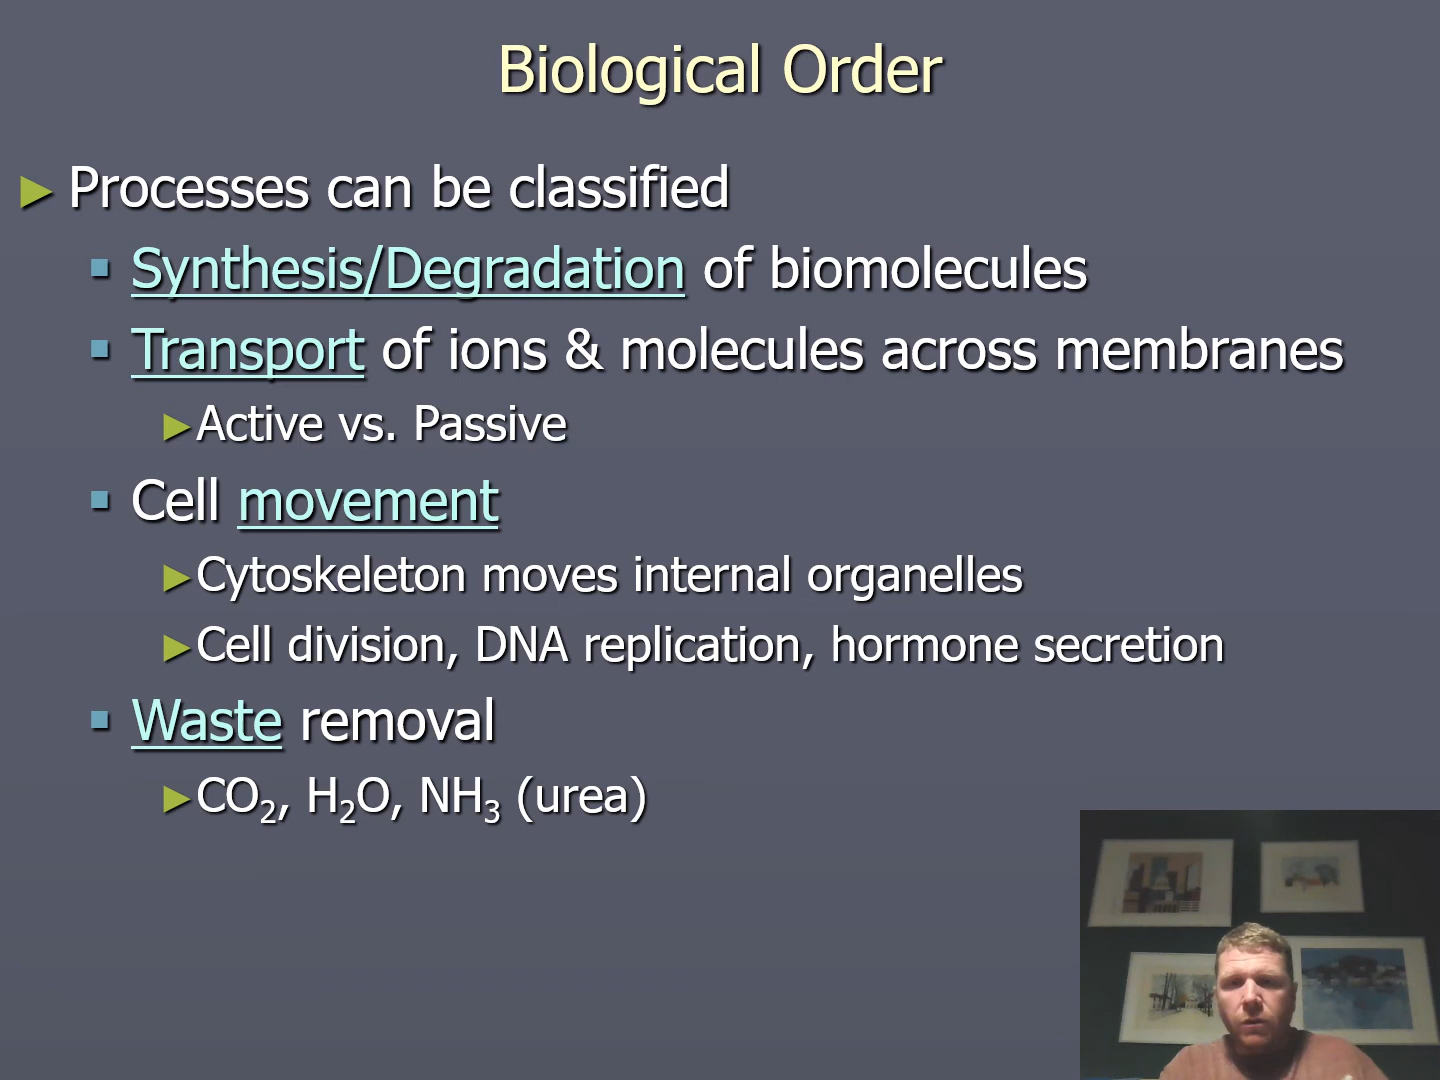 Biological Order
► Processes can be classified
▪ Synthesis/Degradation of biomolecules
▪ Transport of ions & molecules across membranes
► Active vs. Passive
▪ Cell movement
► Cytoskeleton moves internal organelles
► Cell division, DNA replication, hormone secretion
▪ Waste removal
► CO₂, H₂O, NH₃ (urea)